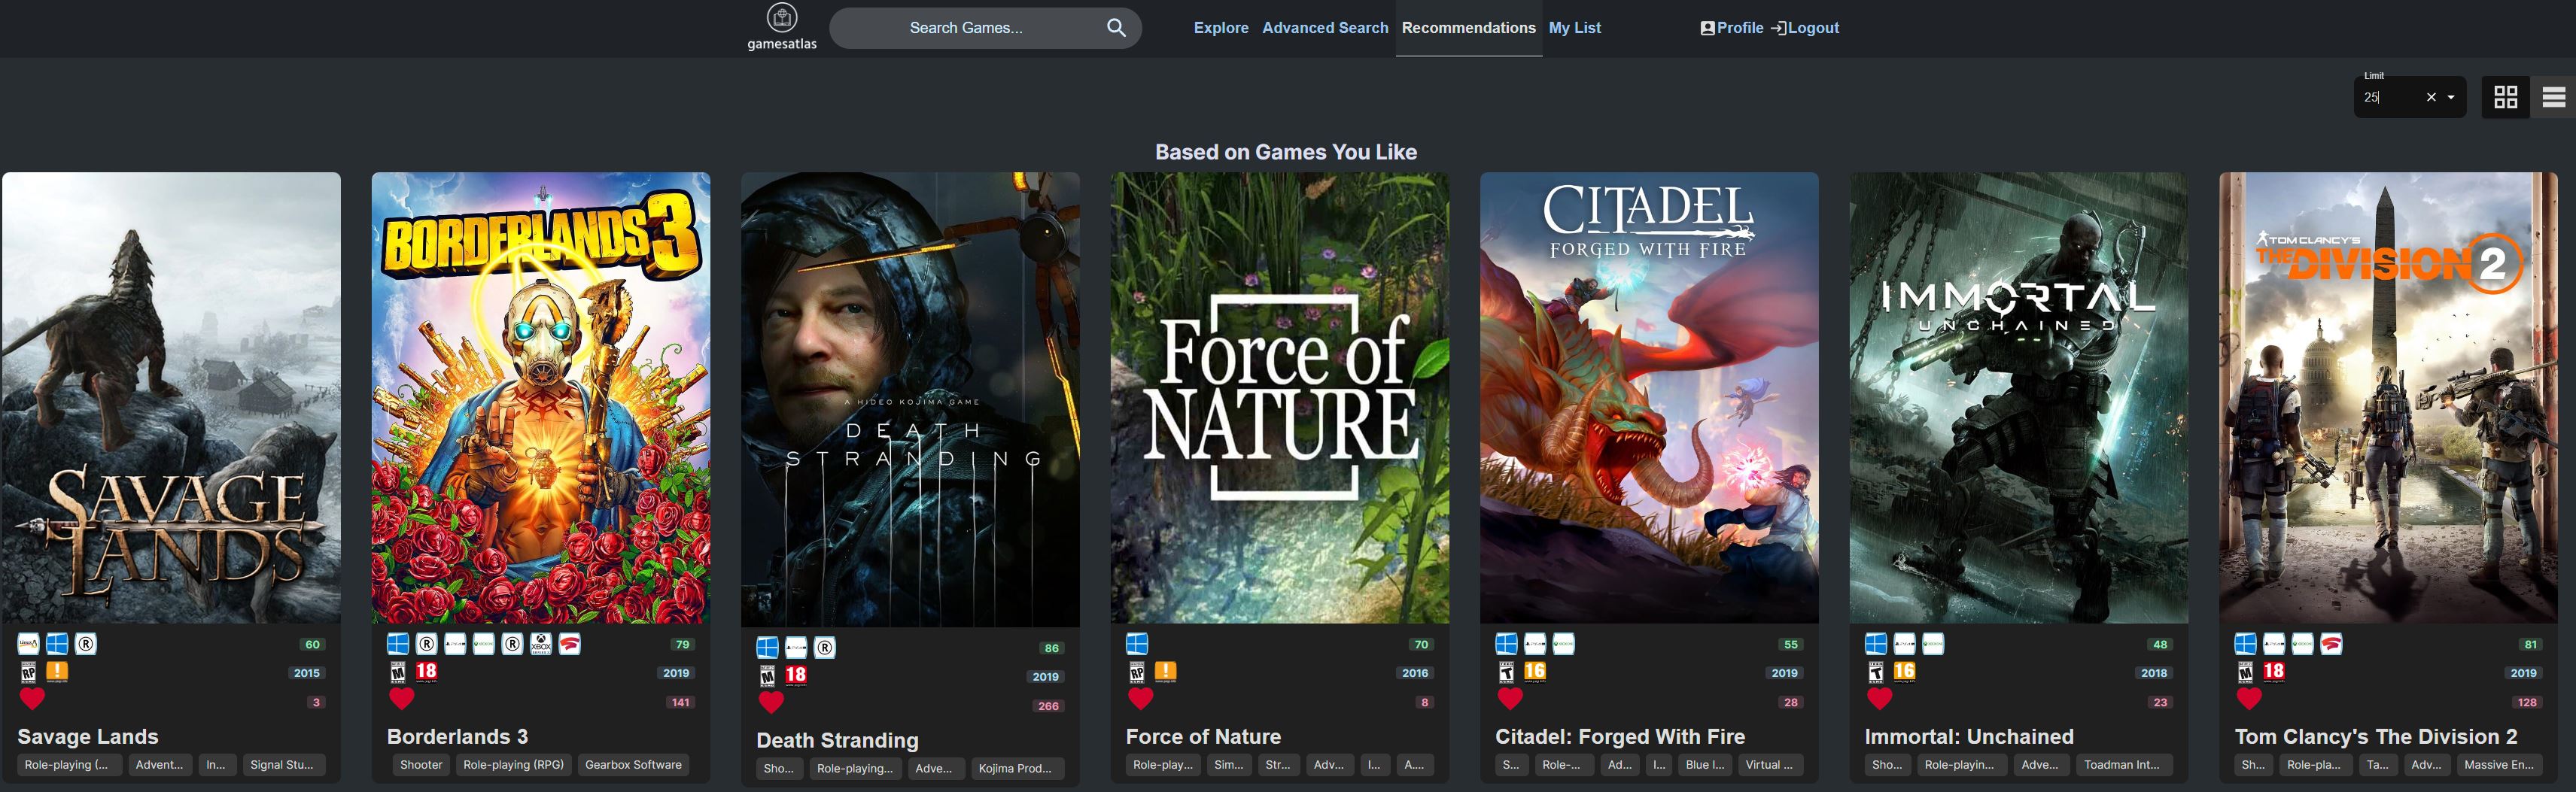 gamesatlas
Search Games...
Explore Advanced Search Recommendations My List
Profile Logout
Limit
25
Based on Games You Like
SAVAGE
LANDS
60
2015
3
Savage Lands
Role-playing (... Advent... In... Signal Stu...
BORDERLANDS 3
XBOX
79
18
2019
141
Borderlands 3
Shooter Role-playing (RPG) Gearbox Software
A HIDEO KOJIMA GAME
DEATH
STRANDING
86
18
2019
266
Death Stranding
Sho... Role-playing... Adve... Kojima Prod...
Force of
NATURE
70
2016
8
Force of Nature
Role-play... Sim... Str... Adv... I... A....
CITADEL
FORGED WITH FIRE
55
16
2019
28
Citadel: Forged With Fire
S... Role-... Ad... I... Blue I... Virtual ...
IMMORTAL
UNCHAINED
48
16
2018
23
Immortal: Unchained
Sho... Role-playin... Adve... Toadman Int...
TOM CLANCY'S
THE DIVISION 2
81
18
2019
128
Tom Clancy's The Division 2
Sh... Role-pla... Ta... Adv... Massive En...